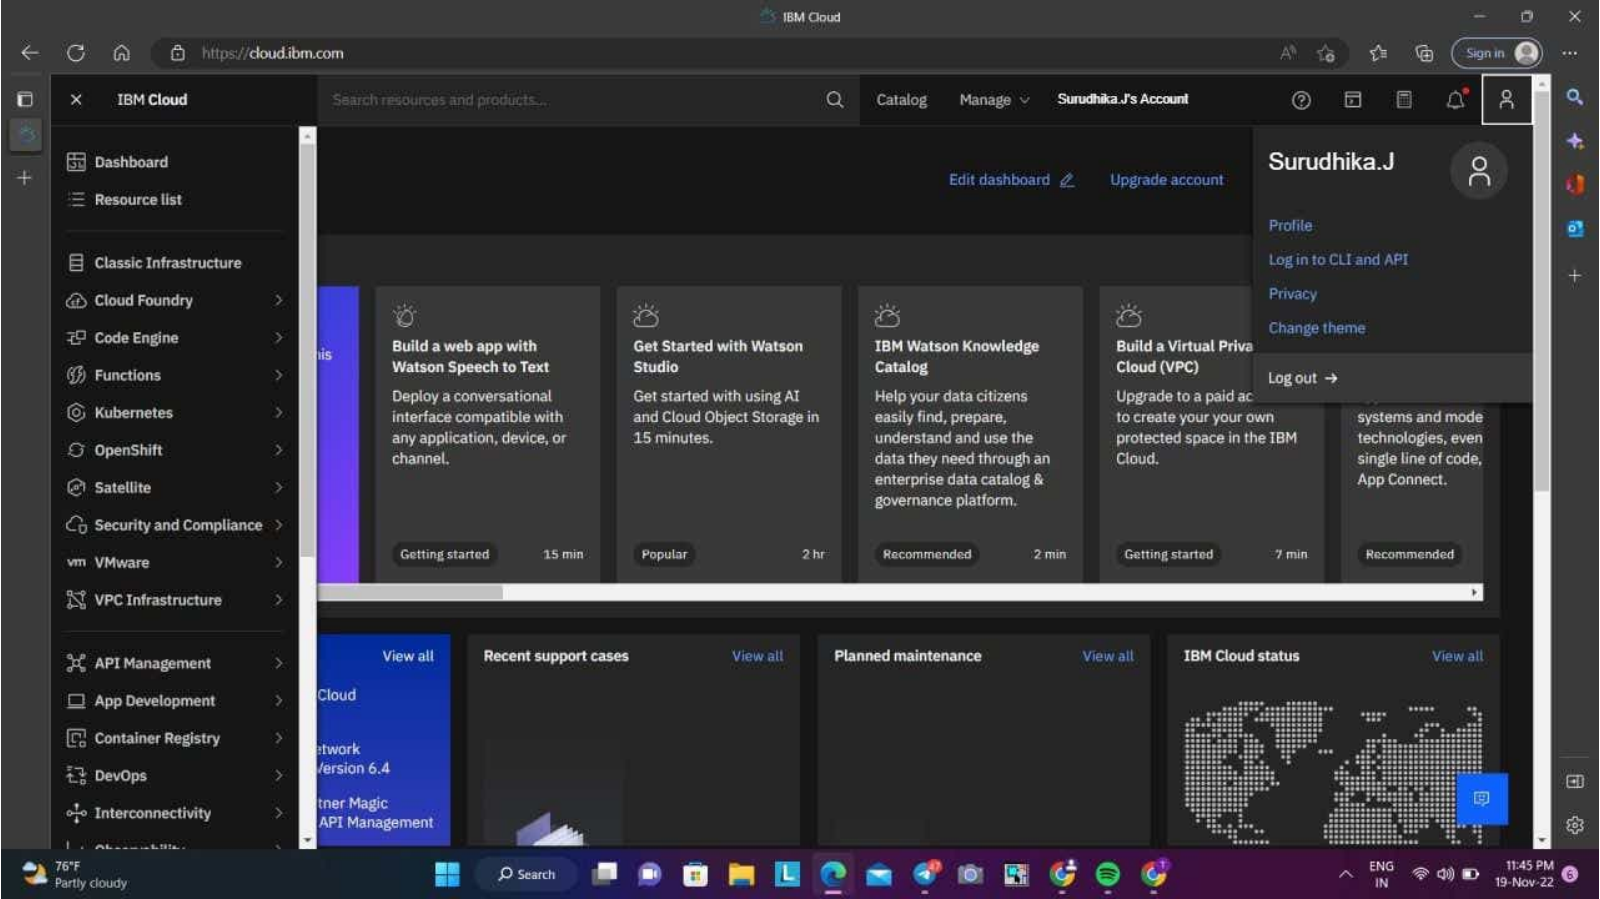 IBM Cloud
https://cloud.ibm.com
Sign in
IBM Cloud
Search resources and products...
Catalog
Manage
Surudhika.J's Account
Dashboard
Resource list
Classic Infrastructure
Cloud Foundry
Code Engine
Functions
Kubernetes
OpenShift
Satellite
Security and Compliance
vm VMware
VPC Infrastructure
API Management
App Development
Container Registry
DevOps
Interconnectivity
Edit dashboard
Upgrade account
Surudhika.J
Profile
Log in to CLI and API
Privacy
Change theme
Log out →
his
Build a web app with
Watson Speech to Text
Deploy a conversational
interface compatible with
any application, device, or
channel.
Getting started 15 min
Get Started with Watson
Studio
Get started with using AI
and Cloud Object Storage in
15 minutes.
Popular 2 hr
IBM Watson Knowledge
Catalog
Help your data citizens
easily find, prepare,
understand and use the
data they need through an
enterprise data catalog &
governance platform.
Recommended 2 min
Build a Virtual Priva
Cloud (VPC)
Upgrade to a paid ac
to create your your own
protected space in the IBM
Cloud.
Getting started 7 min
systems and mode
technologies, even
single line of code,
App Connect.
Recommended
View all
Cloud
etwork
Version 6.4
tner Magic
API Management
Recent support cases View all
Planned maintenance View all
IBM Cloud status View all
76°F
Partly cloudy
Search
ENG
IN
11:45 PM
19-Nov-22
6